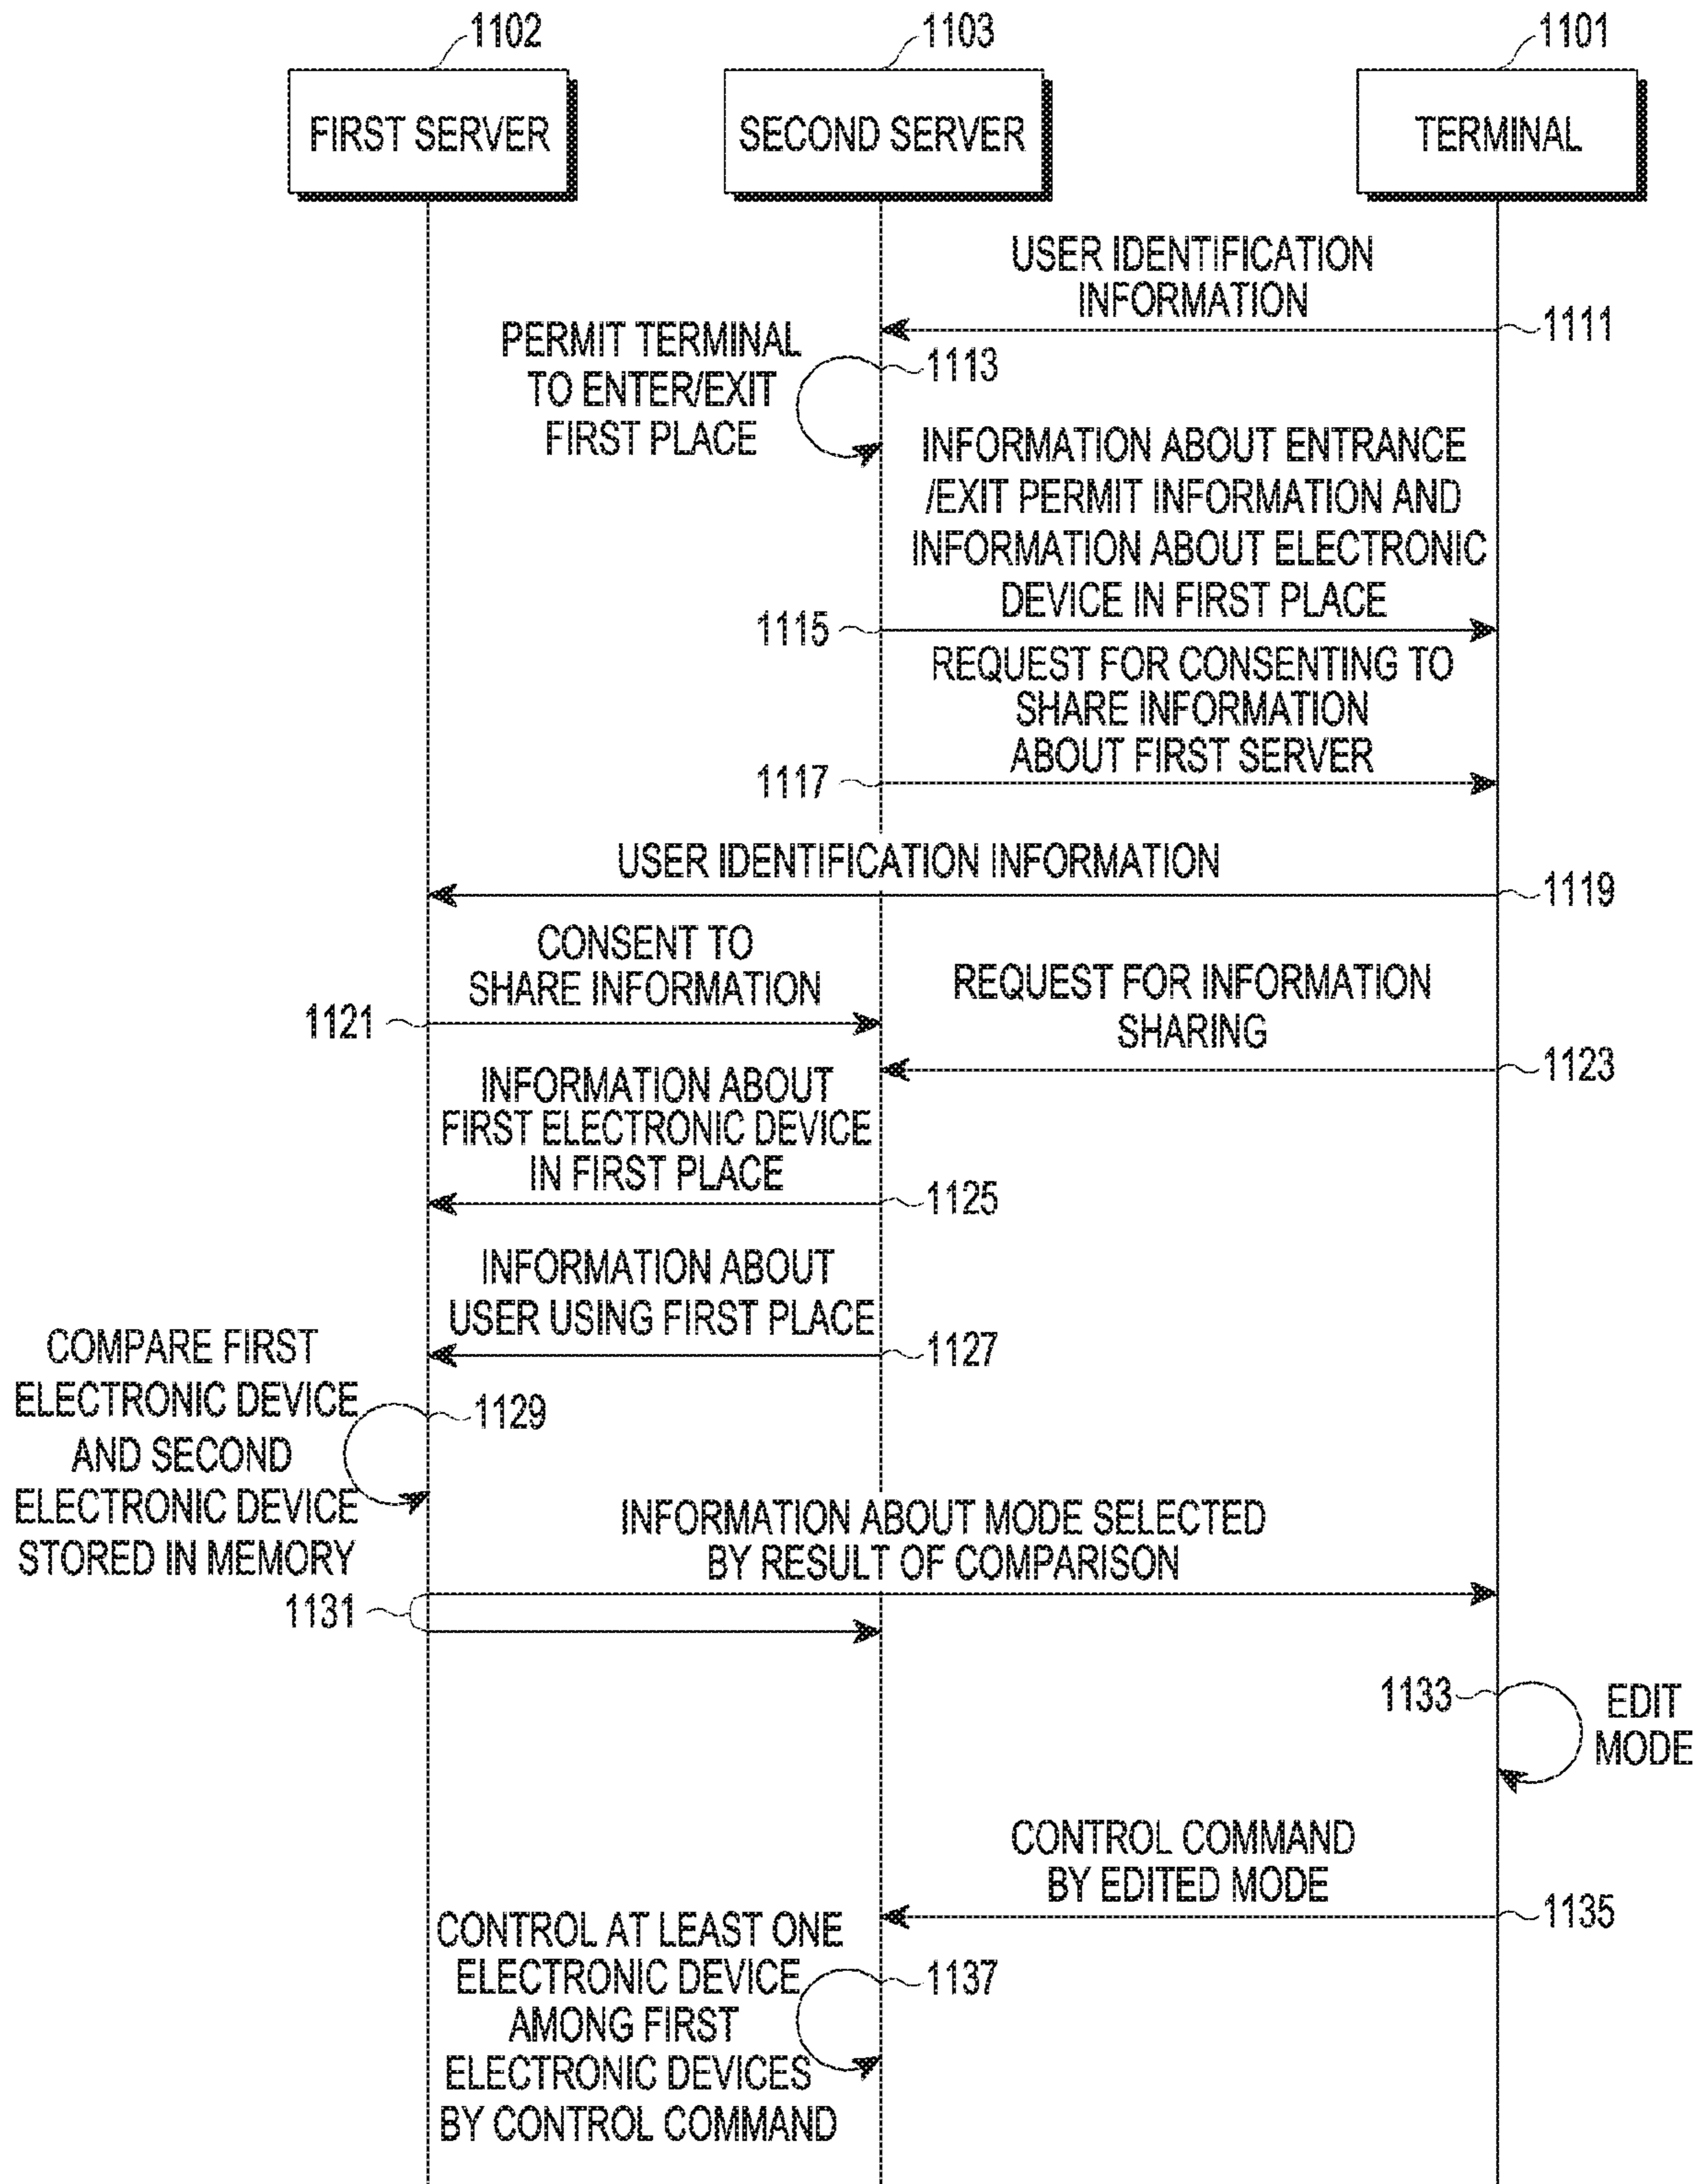 1102
1103
1101
FIRST SERVER
SECOND SERVER
TERMINAL
USER IDENTIFICATION
INFORMATION
1111
PERMIT TERMINAL
TO ENTER/EXIT
FIRST PLACE
1113
INFORMATION ABOUT ENTRANCE
/EXIT PERMIT INFORMATION AND
INFORMATION ABOUT ELECTRONIC
DEVICE IN FIRST PLACE
1115
REQUEST FOR CONSENTING TO
SHARE INFORMATION
ABOUT FIRST SERVER
1117
USER IDENTIFICATION INFORMATION
1119
CONSENT TO
SHARE INFORMATION
1121
REQUEST FOR INFORMATION
SHARING
1123
INFORMATION ABOUT
FIRST ELECTRONIC DEVICE
IN FIRST PLACE
1125
INFORMATION ABOUT
USER USING FIRST PLACE
1127
COMPARE FIRST
ELECTRONIC DEVICE
AND SECOND
ELECTRONIC DEVICE
STORED IN MEMORY
1129
INFORMATION ABOUT MODE SELECTED
BY RESULT OF COMPARISON
1131
1133
EDIT
MODE
CONTROL COMMAND
BY EDITED MODE
1135
CONTROL AT LEAST ONE
ELECTRONIC DEVICE
AMONG FIRST
ELECTRONIC DEVICES
BY CONTROL COMMAND
1137